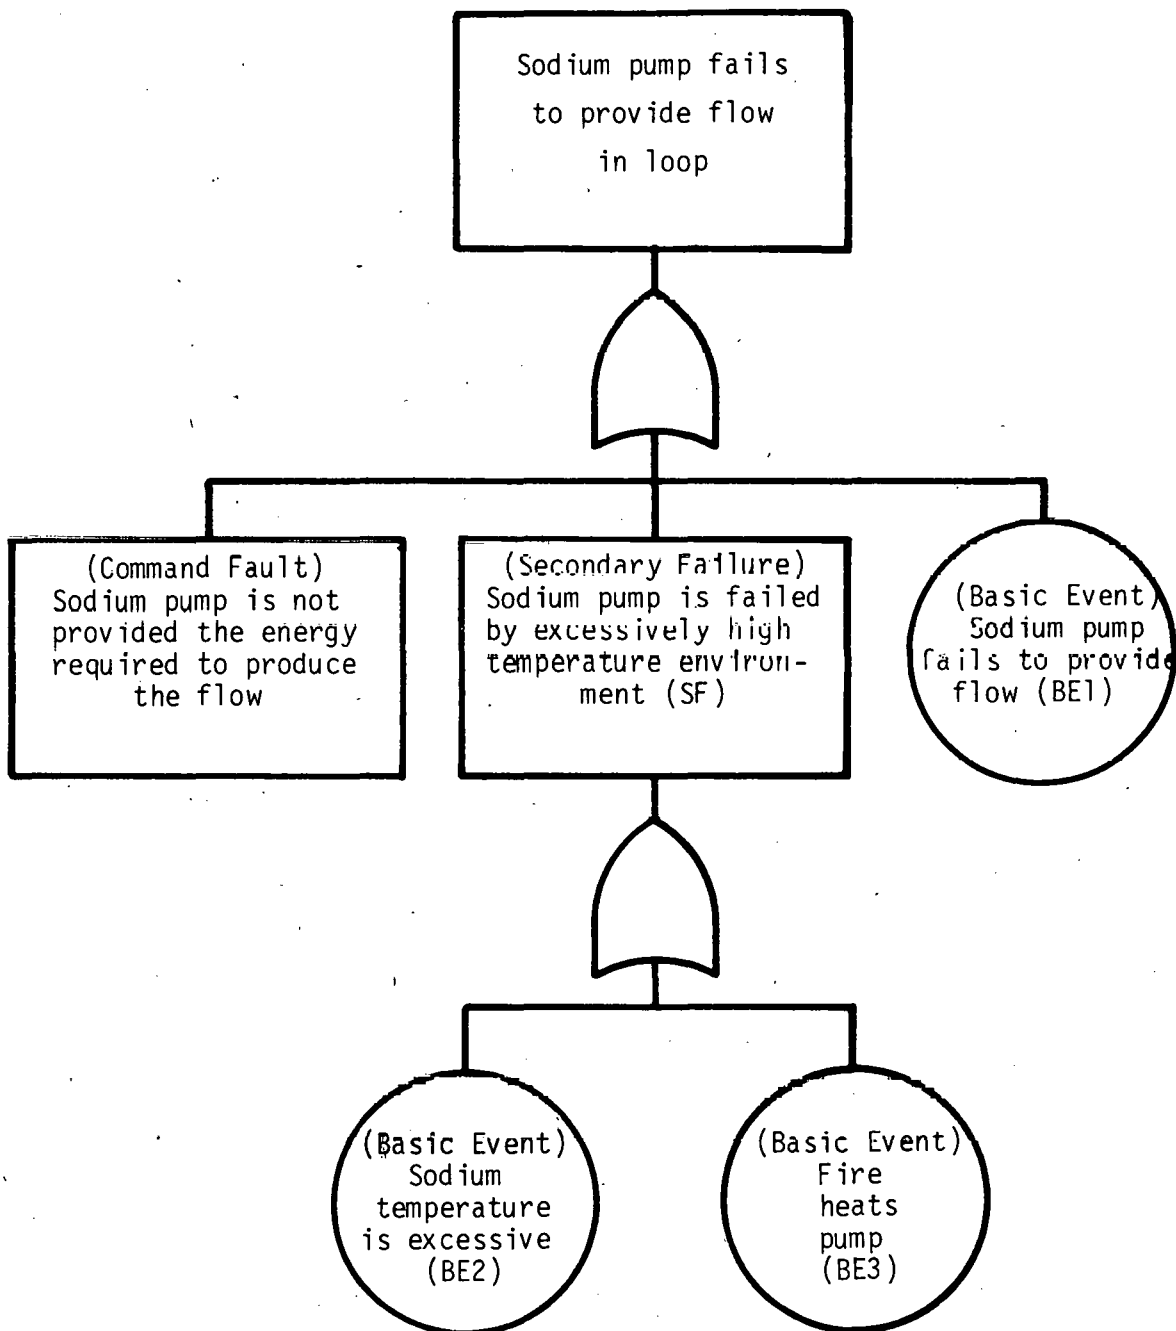 Sodium pump fails
to provide flow
in loop
(Command Fault)
Sodium pump is not
provided the energy
required to produce
the flow
(Secondary Failure)
Sodium pump is failed
by excessively high
temperature environ-
ment (SF)
(Basic Event)
Sodium pump
fails to provide
flow (BE1)
(Basic Event)
Sodium
temperature
is excessive
(BE2)
(Basic Event)
Fire
heats
pump
(BE3)